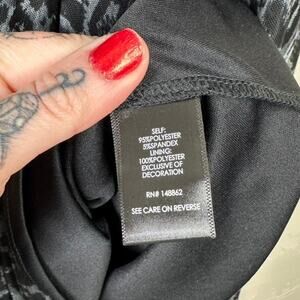 SELF:
95%POLYESTER
5%SPANDEX
LINING:
100%POLYESTER
EXCLUSIVE OF
DECORATION
RN# 148862
SEE CARE ON REVERSE